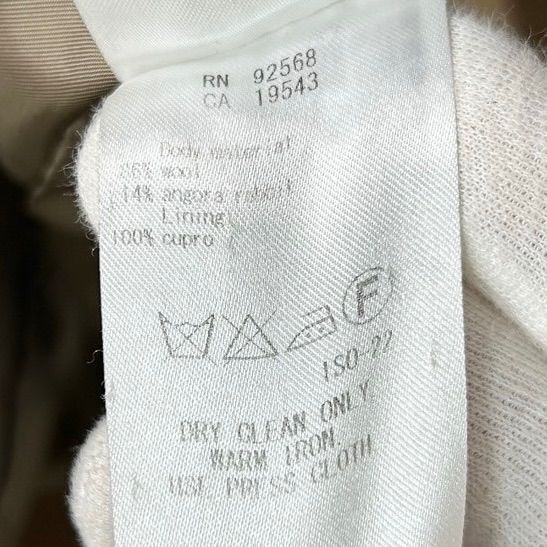 RN 92568
CA 19543
Body material
86% wool
14% angora rabbit
Lining
100% cupro
F
ISO-22
DRY CLEAN ONLY
WARM IRON.
USE PRESS CLOTH